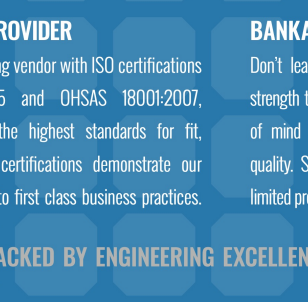 ROVIDER
g vendor with ISO certifications
5 and OHSAS 18001:2007,
the highest standards for fit,
certifications demonstrate our
to first class business practices.
BANKA
Don't lea
strength t
of mind
quality. S
limited pr
ACKED BY ENGINEERING EXCELLEN